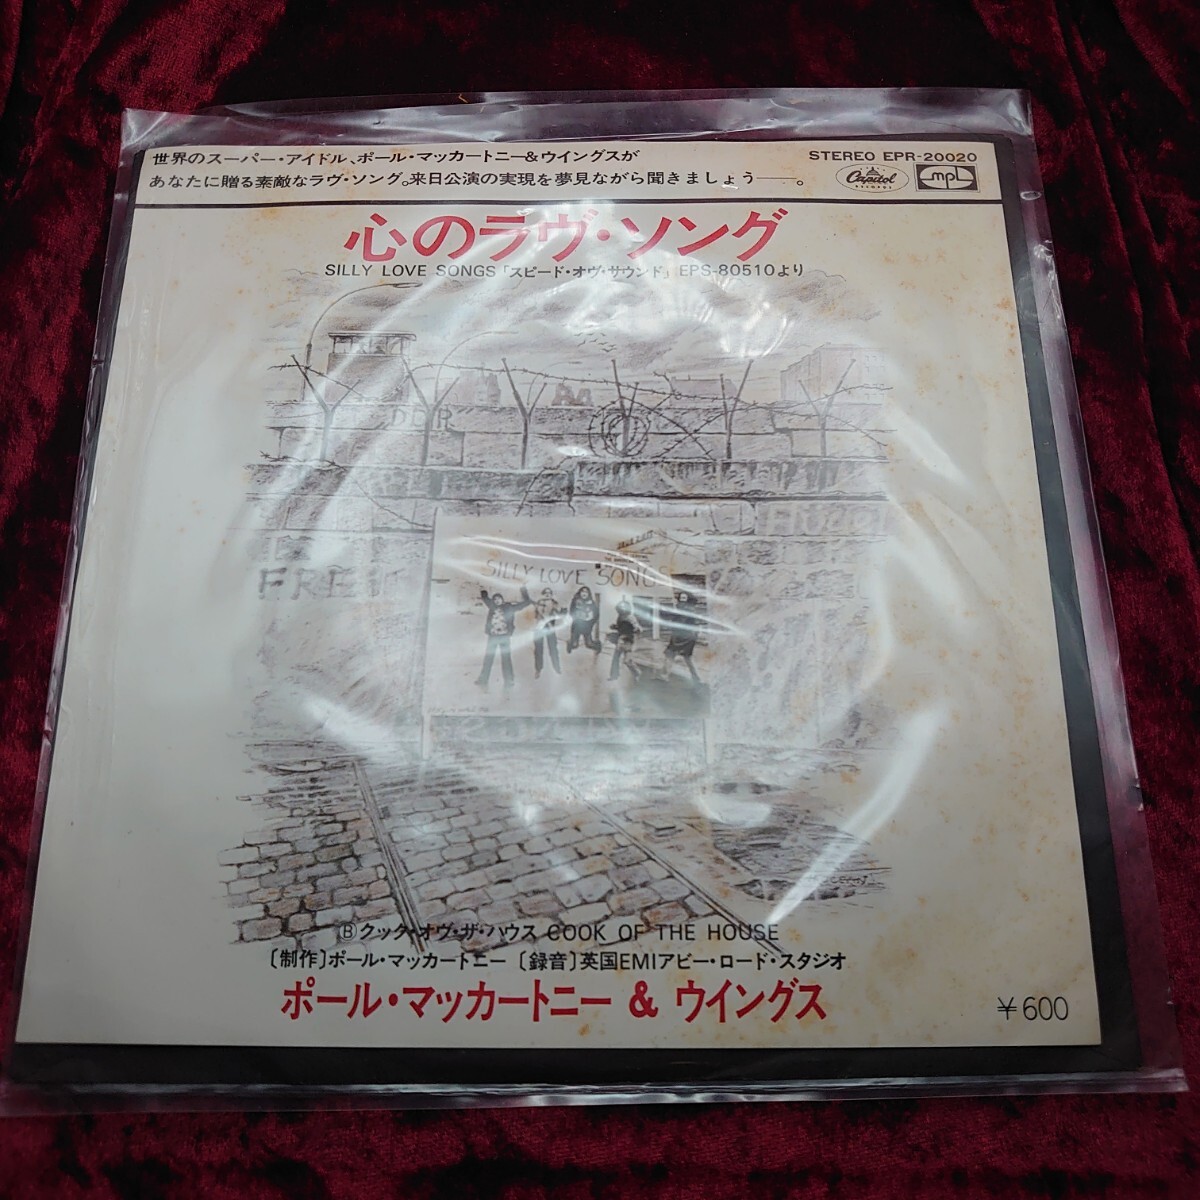 世界のスーパー・アイドル、ポール・マッカートニー&ウイングスが
あなたに贈る素敵なラヴ・ソング。来日公演の実現を夢見ながら聞きましょう――。
STEREO EPR-20020
Capitol
RECORDS
mpl
心のラヴ・ソング
SILLY LOVE SONGS「スピード・オヴ・サウンド」EPS-80510より
DDR
FREI
SILLY LOVE SONGS
Ⓑクック・オヴ・ザ・ハウス COOK OF THE HOUSE
〔制作〕ポール・マッカートニー〔録音〕英国EMIアビー・ロード・スタジオ
ポール・マッカートニー & ウイングス
¥600